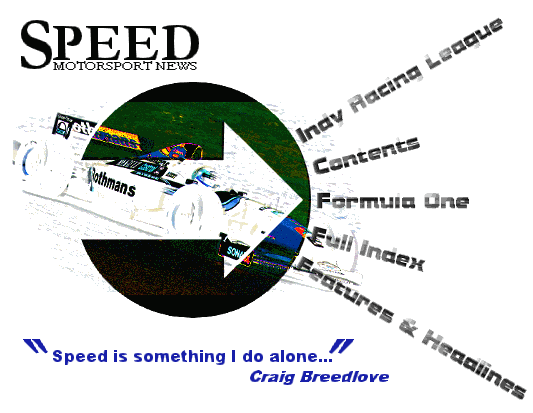 SPEED
MOTORSPORT NEWS
Indy Racing League
Contents
Formula One
Full Index
Features & Headlines
Rothmans
"Speed is something I do alone..."
Craig Breedlove